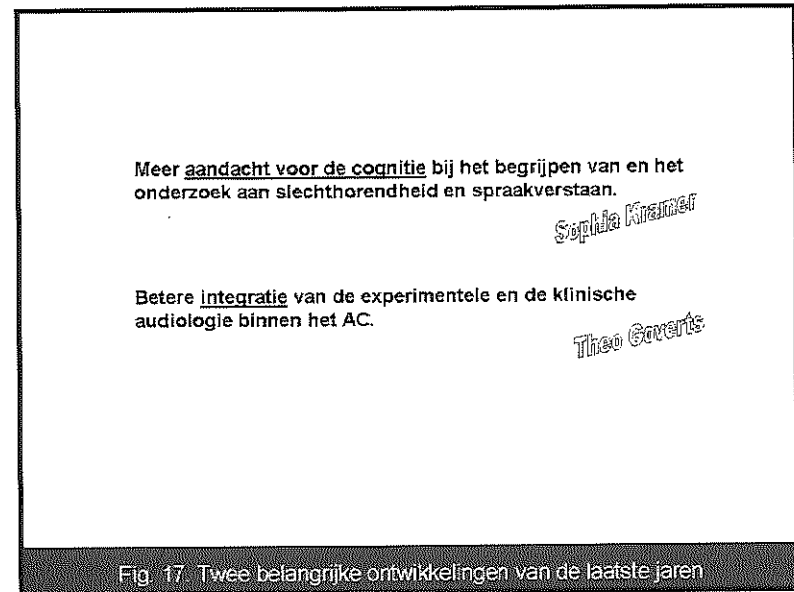 Meer aandacht voor de cognitie bij het begrijpen van en het
onderzoek aan slechthorendheid en spraakverstaan.
Sophia Kramer
Betere integratie van de experimentele en de klinische
audiologie binnen het AC.
Theo Goverts
Fig. 17. Twee belangrijke ontwikkelingen van de laatste jaren